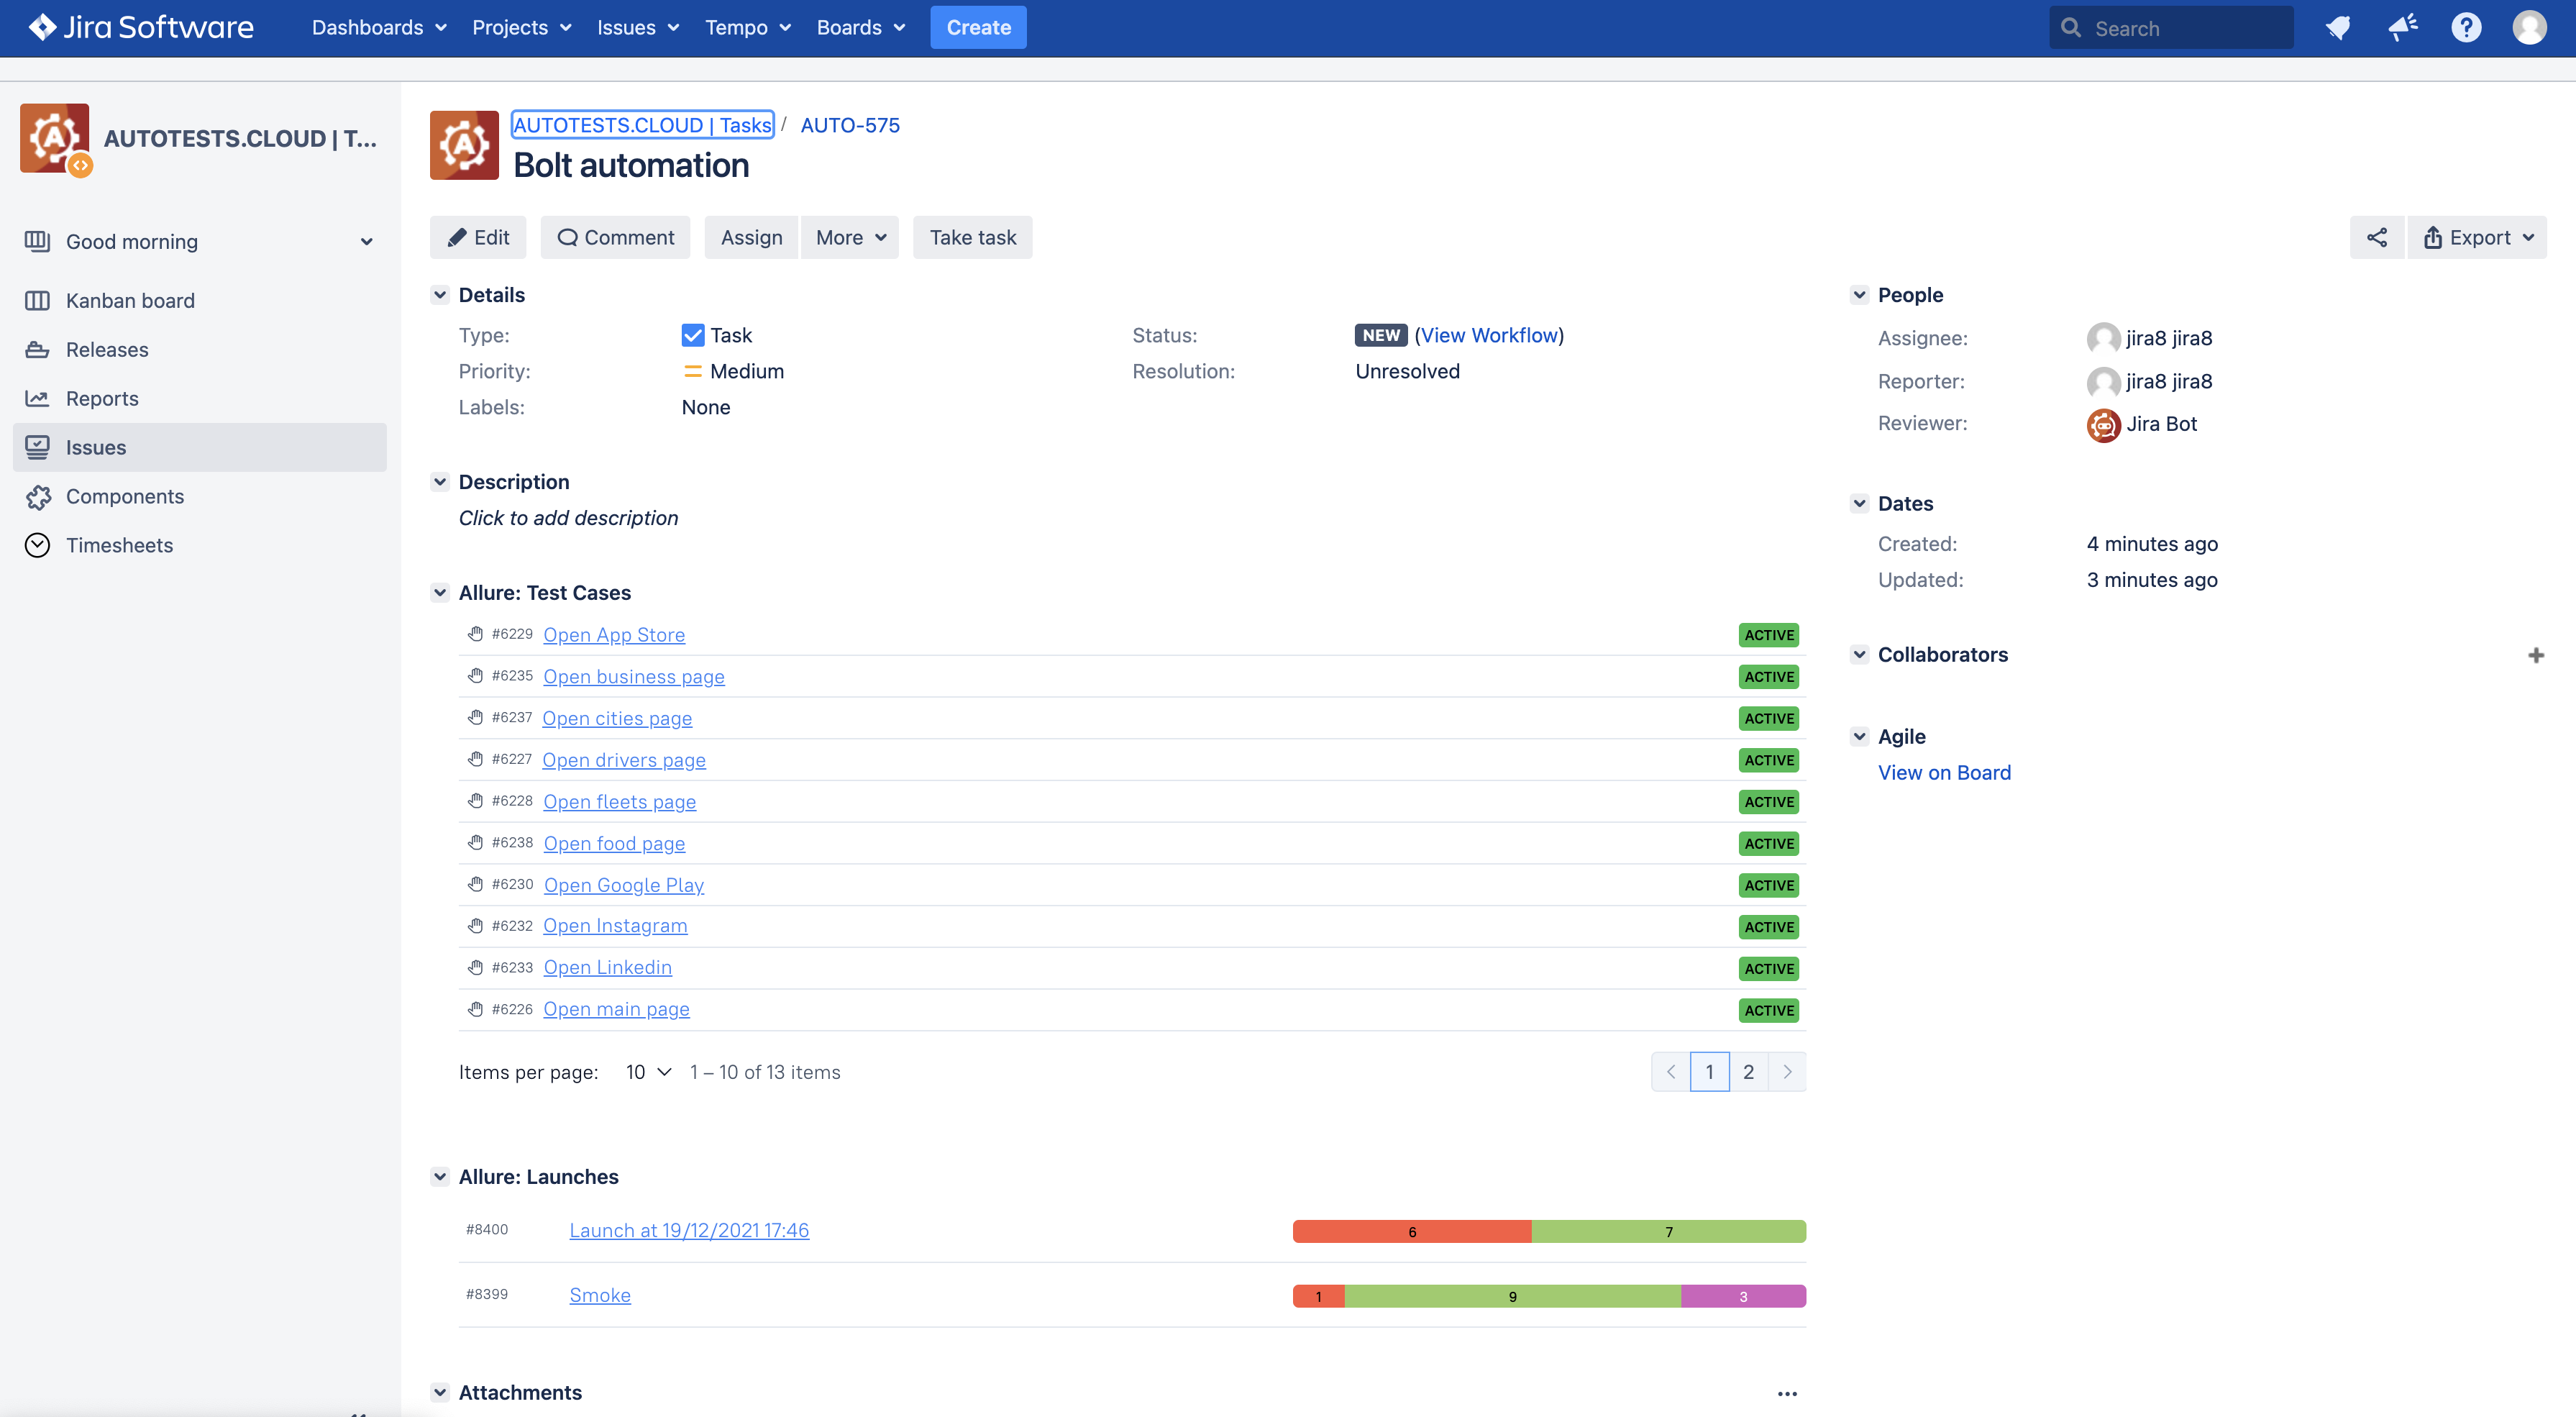 Jira Software
Dashboards
Projects
Issues
Tempo
Boards
Create
Search
AUTOTESTS.CLOUD | T...
Good morning
Kanban board
Releases
Reports
Issues
Components
Timesheets
AUTOTESTS.CLOUD | Tasks / AUTO-575
Bolt automation
Edit
Comment
Assign
More
Take task
Export
Details
Type: Task
Priority: Medium
Labels: None
Status: NEW (View Workflow)
Resolution: Unresolved
Description
Click to add description
Allure: Test Cases
#6229 Open App Store ACTIVE
#6235 Open business page ACTIVE
#6237 Open cities page ACTIVE
#6227 Open drivers page ACTIVE
#6228 Open fleets page ACTIVE
#6238 Open food page ACTIVE
#6230 Open Google Play ACTIVE
#6232 Open Instagram ACTIVE
#6233 Open Linkedin ACTIVE
#6226 Open main page ACTIVE
Items per page: 10 1 – 10 of 13 items
1 2
Allure: Launches
#8400 Launch at 19/12/2021 17:46 6 7
#8399 Smoke 1 9 3
Attachments
People
Assignee: jira8 jira8
Reporter: jira8 jira8
Reviewer: Jira Bot
Dates
Created: 4 minutes ago
Updated: 3 minutes ago
Collaborators
Agile
View on Board